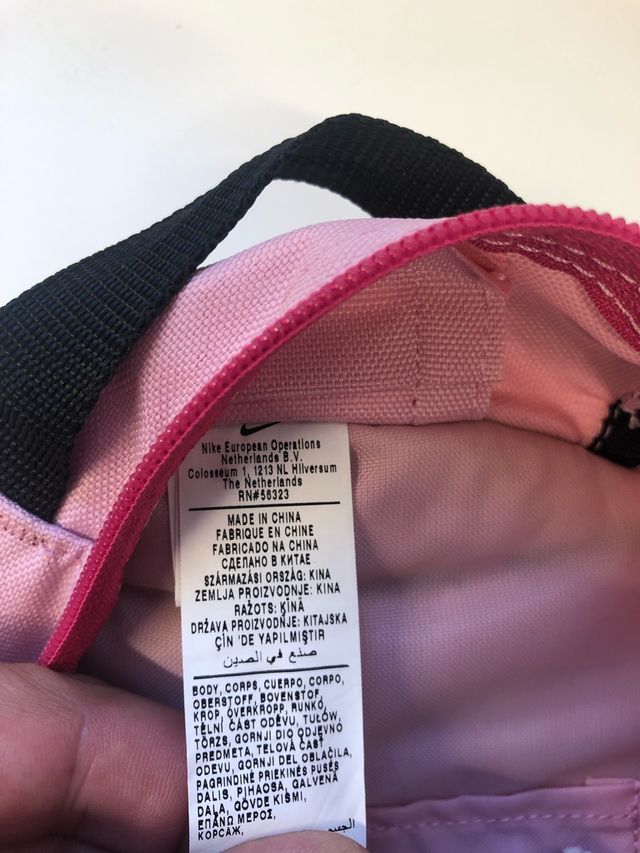 Nike European Operations
Netherlands B.V.
Colosseum 1, 1213 NL Hilversum
The Netherlands
RN#56323
MADE IN CHINA
FABRIQUE EN CHINE
FABRICADO NA CHINA
СДЕЛАНО В КИТАЕ
SZÁRMAZÁSI ORSZÁG: KINA
ZEMLJA PROIZVODNJE: KINA
RAŽOTS: ĶĪNĀ
DRŽAVA PROIZVODNJE: KITAJSKA
ÇİN 'DE YAPILMIŞTIR
صنع في الصين
BODY, CORPS, CUERPO, CORPO,
OBERSTOFF, BOVENSTOF,
KROP, ÖVERKROPP, RUNKO,
TĚLNÍ ČÁST ODĚVU, TUŁÓW,
TÖRZS, GORNJI DIO ODJEVNO
PREDMETA, TELOVÁ ČASŤ
ODEVU, GORNJI DEL OBLAČILA,
PAGRINDINĖ PRIEKINĖS PUSĖS
DALIS, PIHAOSA, GALVENĀ
DAĻA, GÖVDE KISMI,
ΕΠΑΝΩ ΜΕΡΟΣ,
КОРСАЖ,